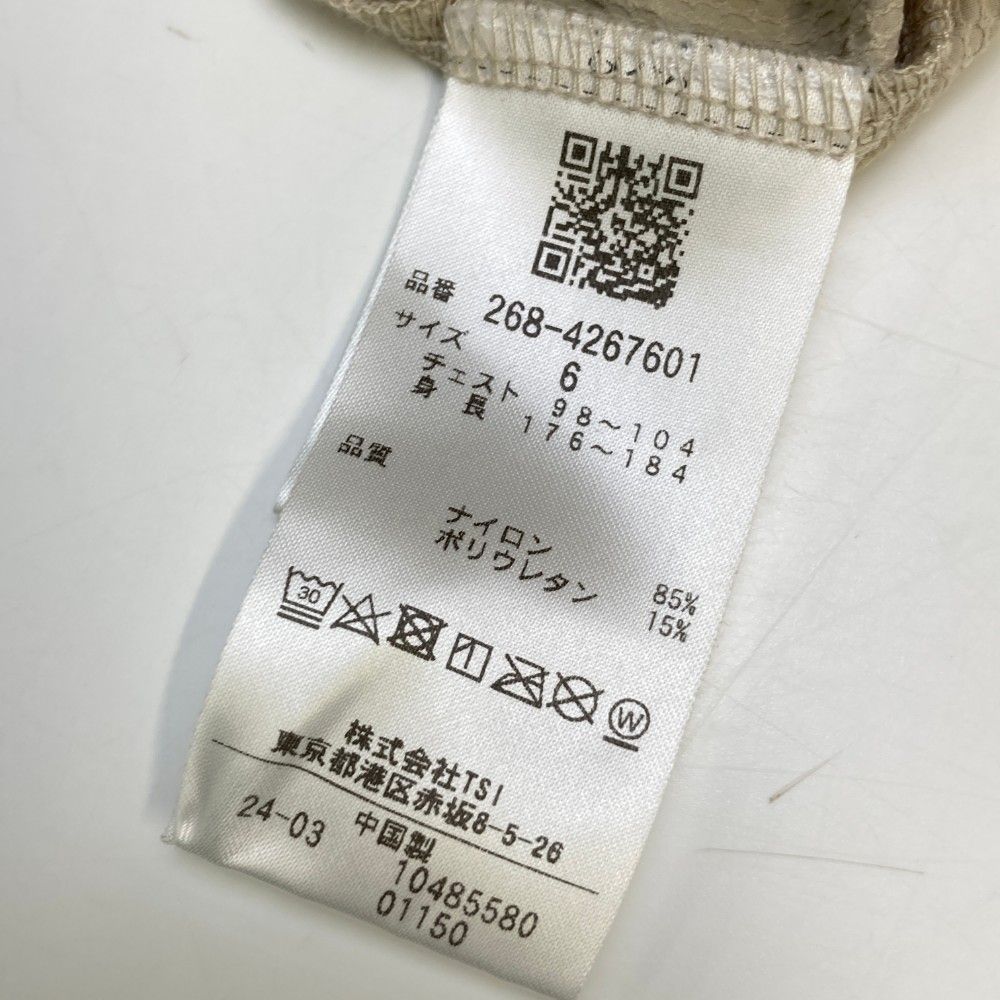 品番 268-4267601
サイズ 6
チェスト 98～104
身長 176～184
品質
ナイロン 85%
ポリウレタン 15%
30
W
株式会社TSI
東京都港区赤坂8-5-26
24-03 中国製
10485580
01150